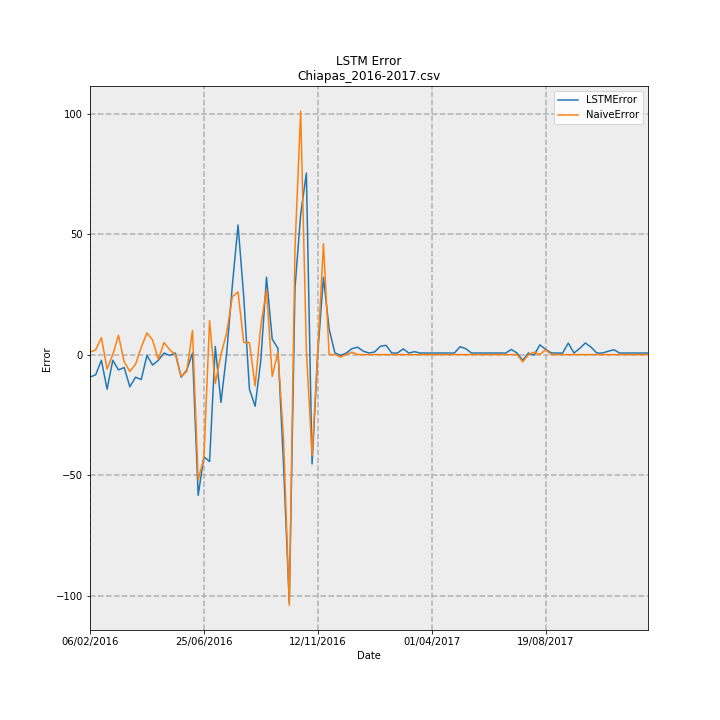 LSTM Error
Chiapas_2016-2017.csv
LSTMError
NaiveError
100
50
0
−50
−100
Error
06/02/2016
25/06/2016
12/11/2016
01/04/2017
19/08/2017
Date